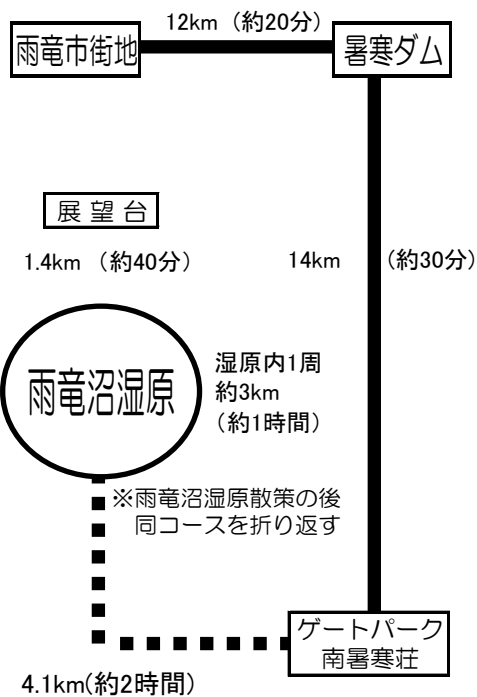 12km（約20分）
雨竜市街地
暑寒ダム
展望台
1.4km（約40分）
14km
（約30分）
雨竜沼湿原
湿原内1周
約3km
（約1時間）
※雨竜沼湿原散策の後
同コースを折り返す
ゲートパーク
南暑寒荘
4.1km(約2時間)